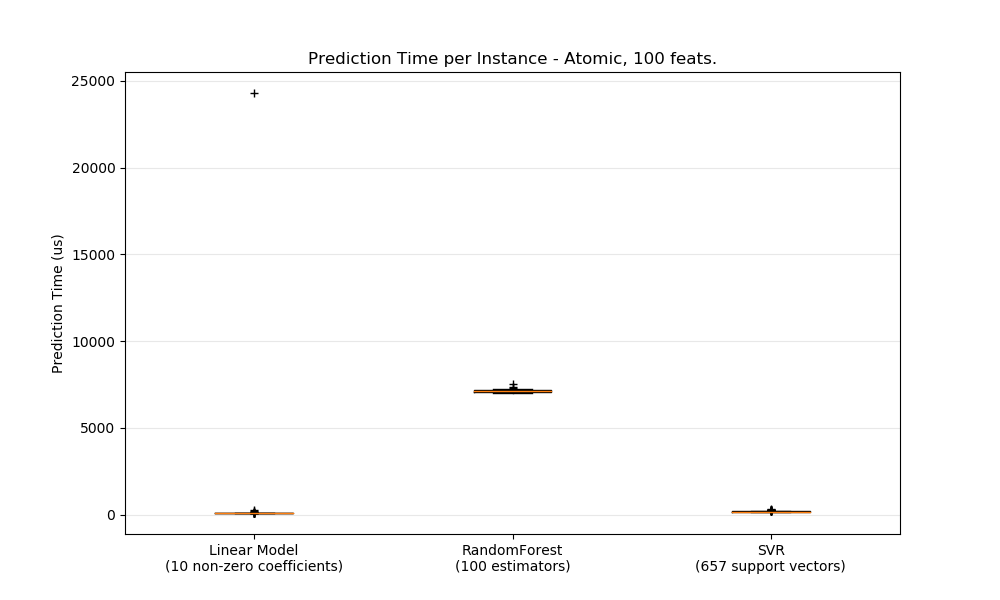 Prediction Time per Instance - Atomic, 100 feats.
25000
20000
15000
10000
5000
0
Prediction Time (us)
Linear Model
(10 non-zero coefficients)
RandomForest
(100 estimators)
SVR
(657 support vectors)